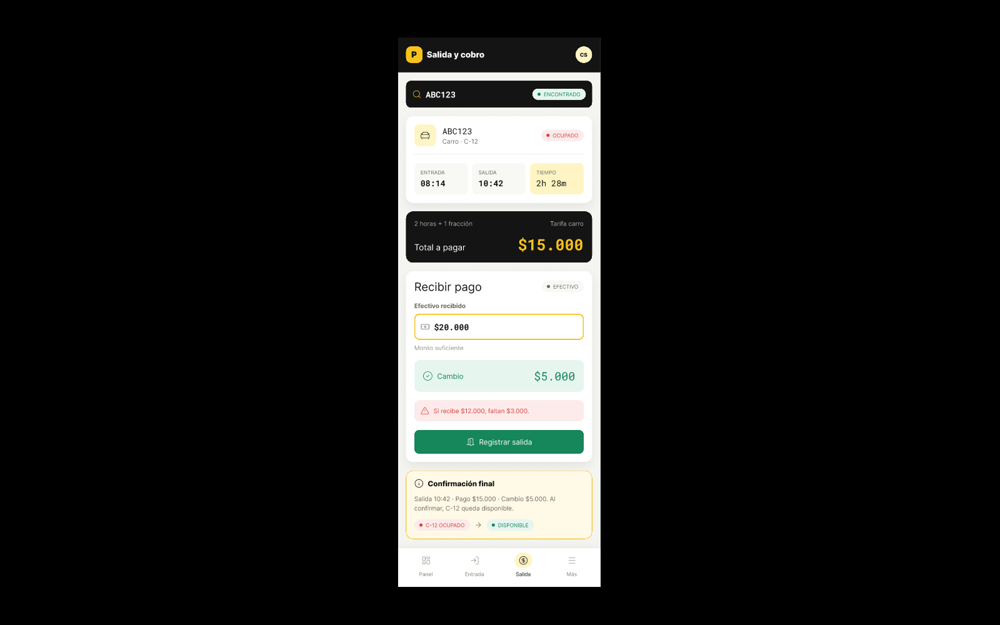 P Salida y cobro CS
ABC123 ENCONTRADO
ABC123
Carro · C-12
OCUPADO
ENTRADA
08:14
SALIDA
10:42
TIEMPO
2h 28m
2 horas + 1 fracción Tarifa carro
Total a pagar $15.000
Recibir pago EFECTIVO
Efectivo recibido
$20.000
Monto suficiente
Cambio $5.000
Si recibe $12.000, faltan $3.000.
Registrar salida
Confirmación final
Salida 10:42 · Pago $15.000 · Cambio $5.000. Al
confirmar, C-12 queda disponible.
C-12 OCUPADO → DISPONIBLE
Panel Entrada Salida Más